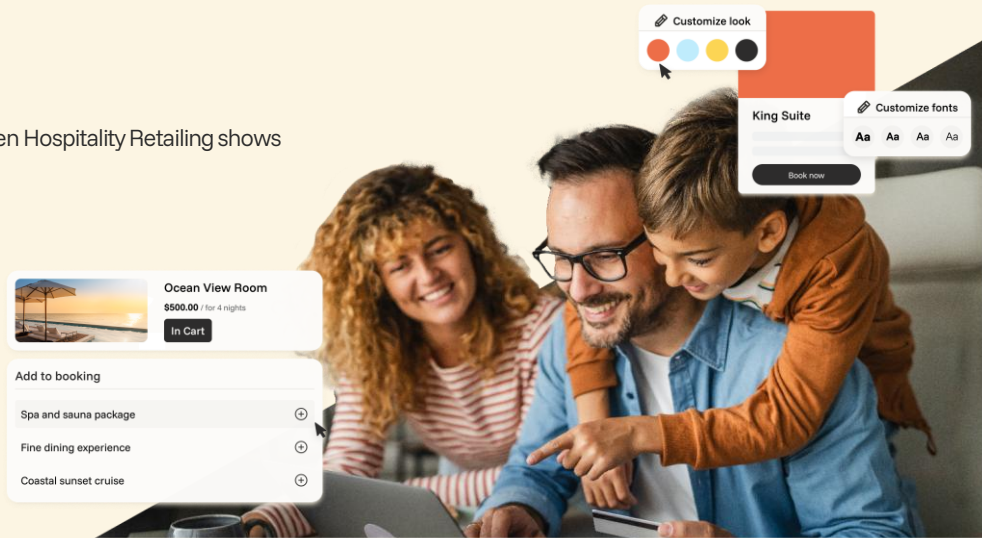 Customize look
King Suite
Customize fonts
Aa Aa Aa Aa
Book now
en Hospitality Retailing shows
Ocean View Room
$500.00 / for 4 nights
In Cart
Add to booking
Spa and sauna package
Fine dining experience
Coastal sunset cruise